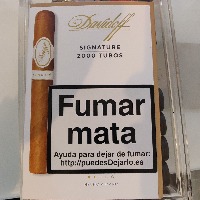 Davidoff
SIGNATURE
2000 TUBOS
Fumar
mata
Ayuda para dejar de fumar:
http://puedesDejarlo.es